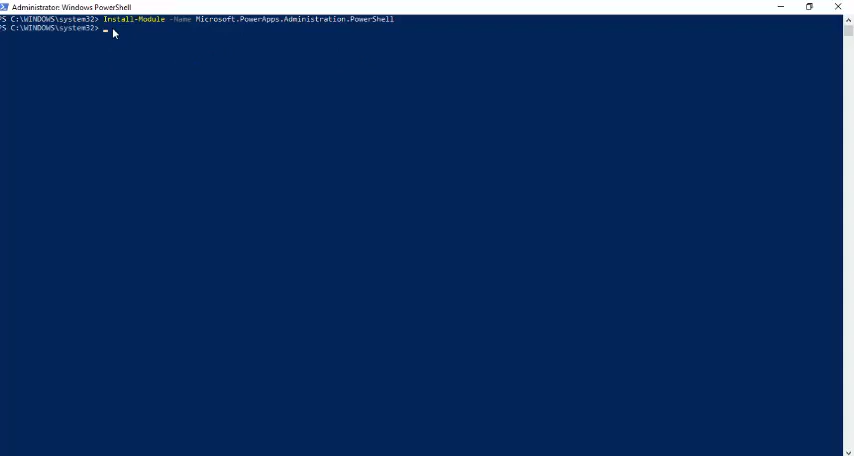 Administrator: Windows PowerShell
PS C:\WINDOWS\system32> Install-Module -Name Microsoft.PowerApps.Administration.PowerShell
PS C:\WINDOWS\system32>